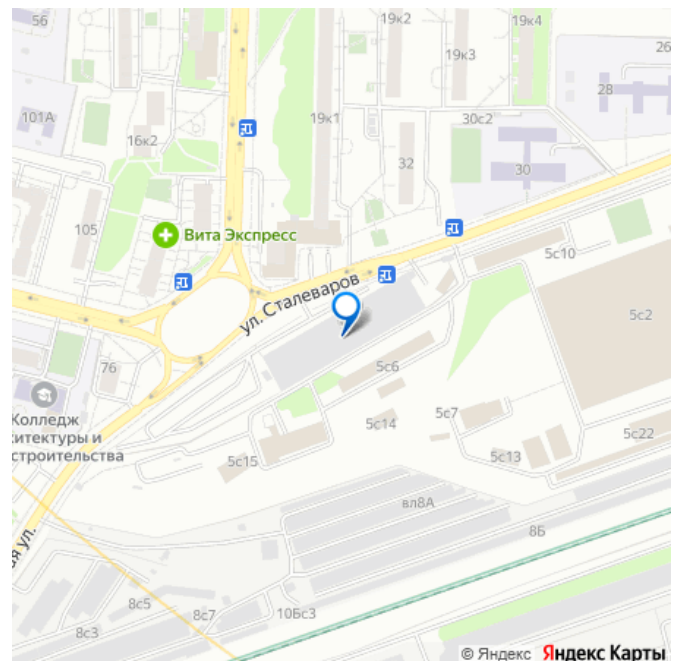 56
19к2
19к4
19к3
26
28
101А
16к2
19к1
30с2
32
30
105
Вита Экспресс
5с10
ул. Сталеваров
5с2
76
5с6
Колледж
китектуры и
строительства
5с7
5с14
5с22
5с15
5с13
вл8А
8Б
ая ул.
8с5
8с7
10Бс3
8с3
© Яндекс Яндекс Карты